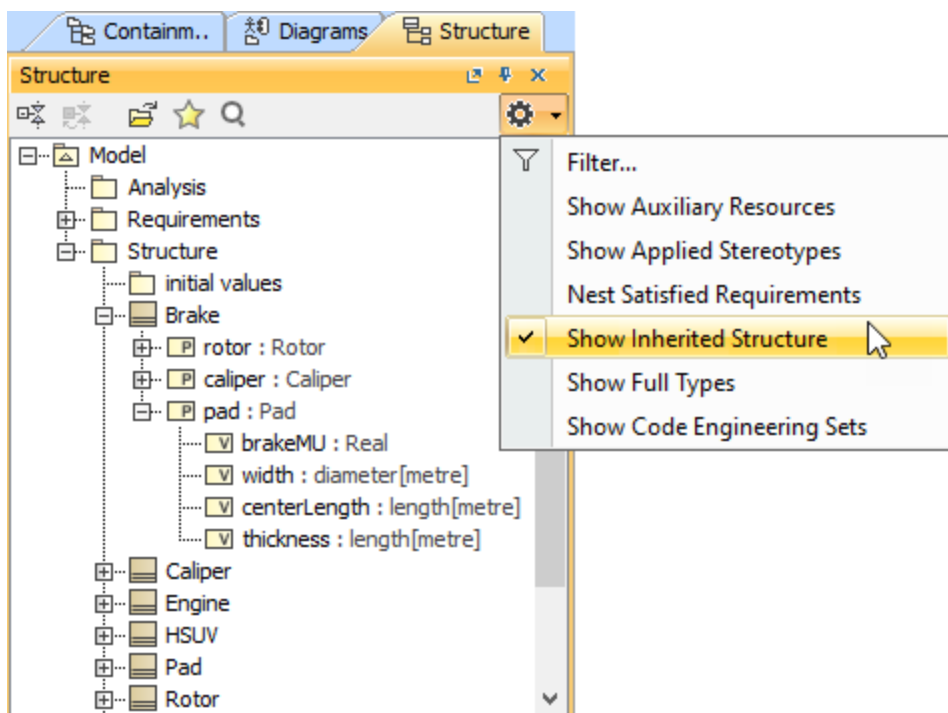 Containm..
Diagrams
Structure
Structure
Model
Analysis
Requirements
Structure
initial values
Brake
P rotor : Rotor
P caliper : Caliper
P pad : Pad
V brakeMU : Real
V width : diameter[metre]
V centerLength : length[metre]
V thickness : length[metre]
Caliper
Engine
HSUV
Pad
Rotor
Filter...
Show Auxiliary Resources
Show Applied Stereotypes
Nest Satisfied Requirements
Show Inherited Structure
Show Full Types
Show Code Engineering Sets